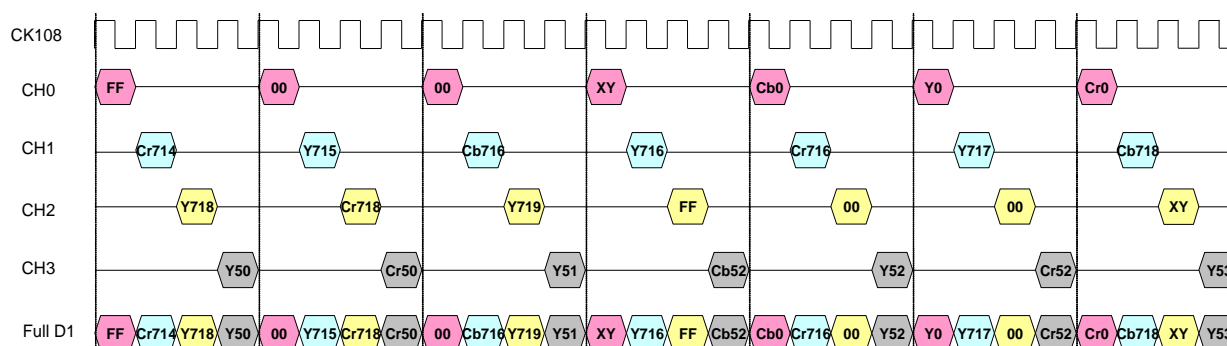 CK108
CH0 FF 00 00 XY Cb0 Y0 Cr0
CH1 Cr714 Y715 Cb716 Y716 Cr716 Y717 Cb718
CH2 Y718 Cr718 Y719 FF 00 00 XY
CH3 Y50 Cr50 Y51 Cb52 Y52 Cr52 Y53
Full D1 FF Cr714 Y718 Y50 00 Y715 Cr718 Cr50 00 Cb716 Y719 Y51 XY Y716 FF Cb52 Cb0 Cr716 00 Y52 Y0 Y717 00 Cr52 Cr0 Cb718 XY Y53